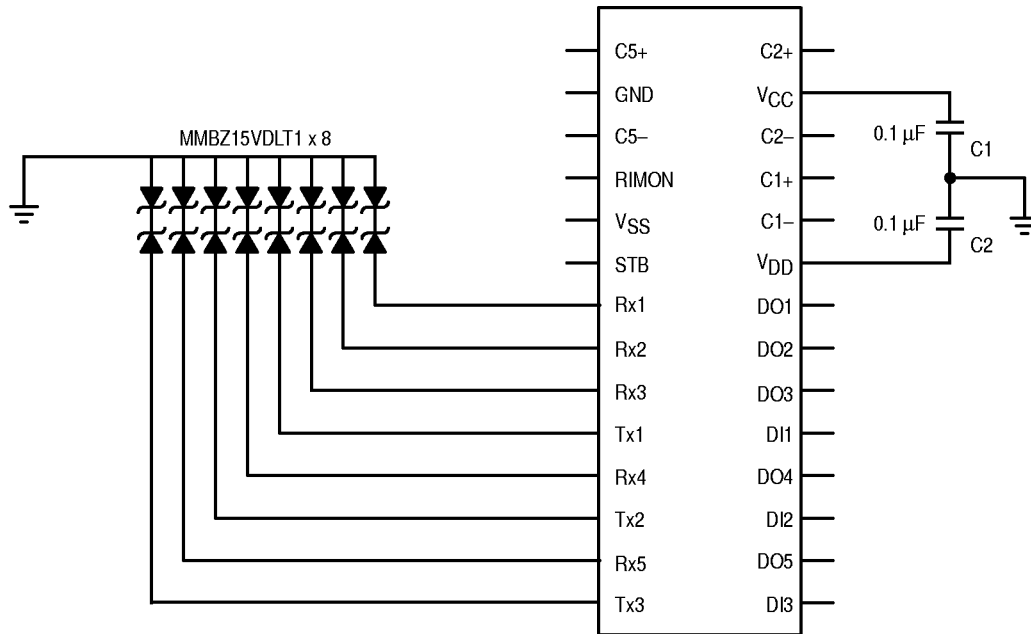 MMBZ15VDLT1 x 8
C5+
GND
C5–
RIMON
VSS
STB
Rx1
Rx2
Rx3
Tx1
Rx4
Tx2
Rx5
Tx3
C2+
VCC
C2–
C1+
C1–
VDD
DO1
DO2
DO3
DI1
DO4
DI2
DO5
DI3
0.1 µF
C1
0.1 µF
C2